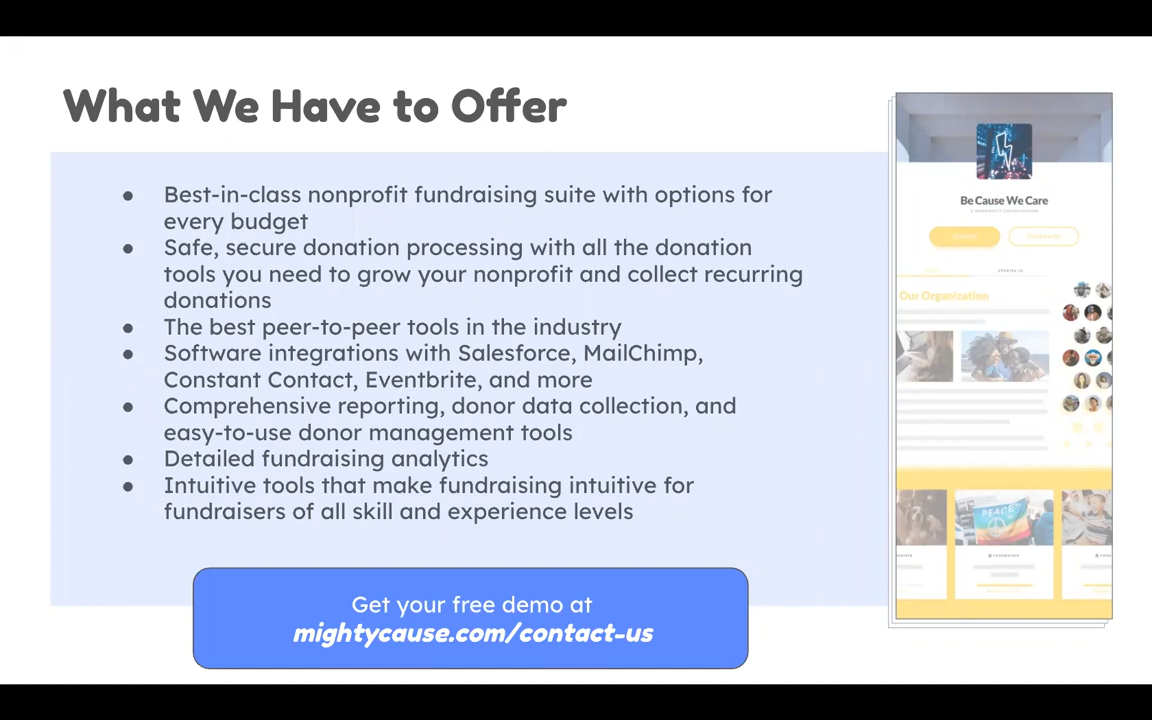 What We Have to Offer
● Best-in-class nonprofit fundraising suite with options for
every budget
● Safe, secure donation processing with all the donation
tools you need to grow your nonprofit and collect recurring
donations
● The best peer-to-peer tools in the industry
● Software integrations with Salesforce, MailChimp,
Constant Contact, Eventbrite, and more
● Comprehensive reporting, donor data collection, and
easy-to-use donor management tools
● Detailed fundraising analytics
● Intuitive tools that make fundraising intuitive for
fundraisers of all skill and experience levels
Get your free demo at
mightycause.com/contact-us
Be Cause We Care
A NONPROFIT ORGANIZATION
Our Organization
PEACE